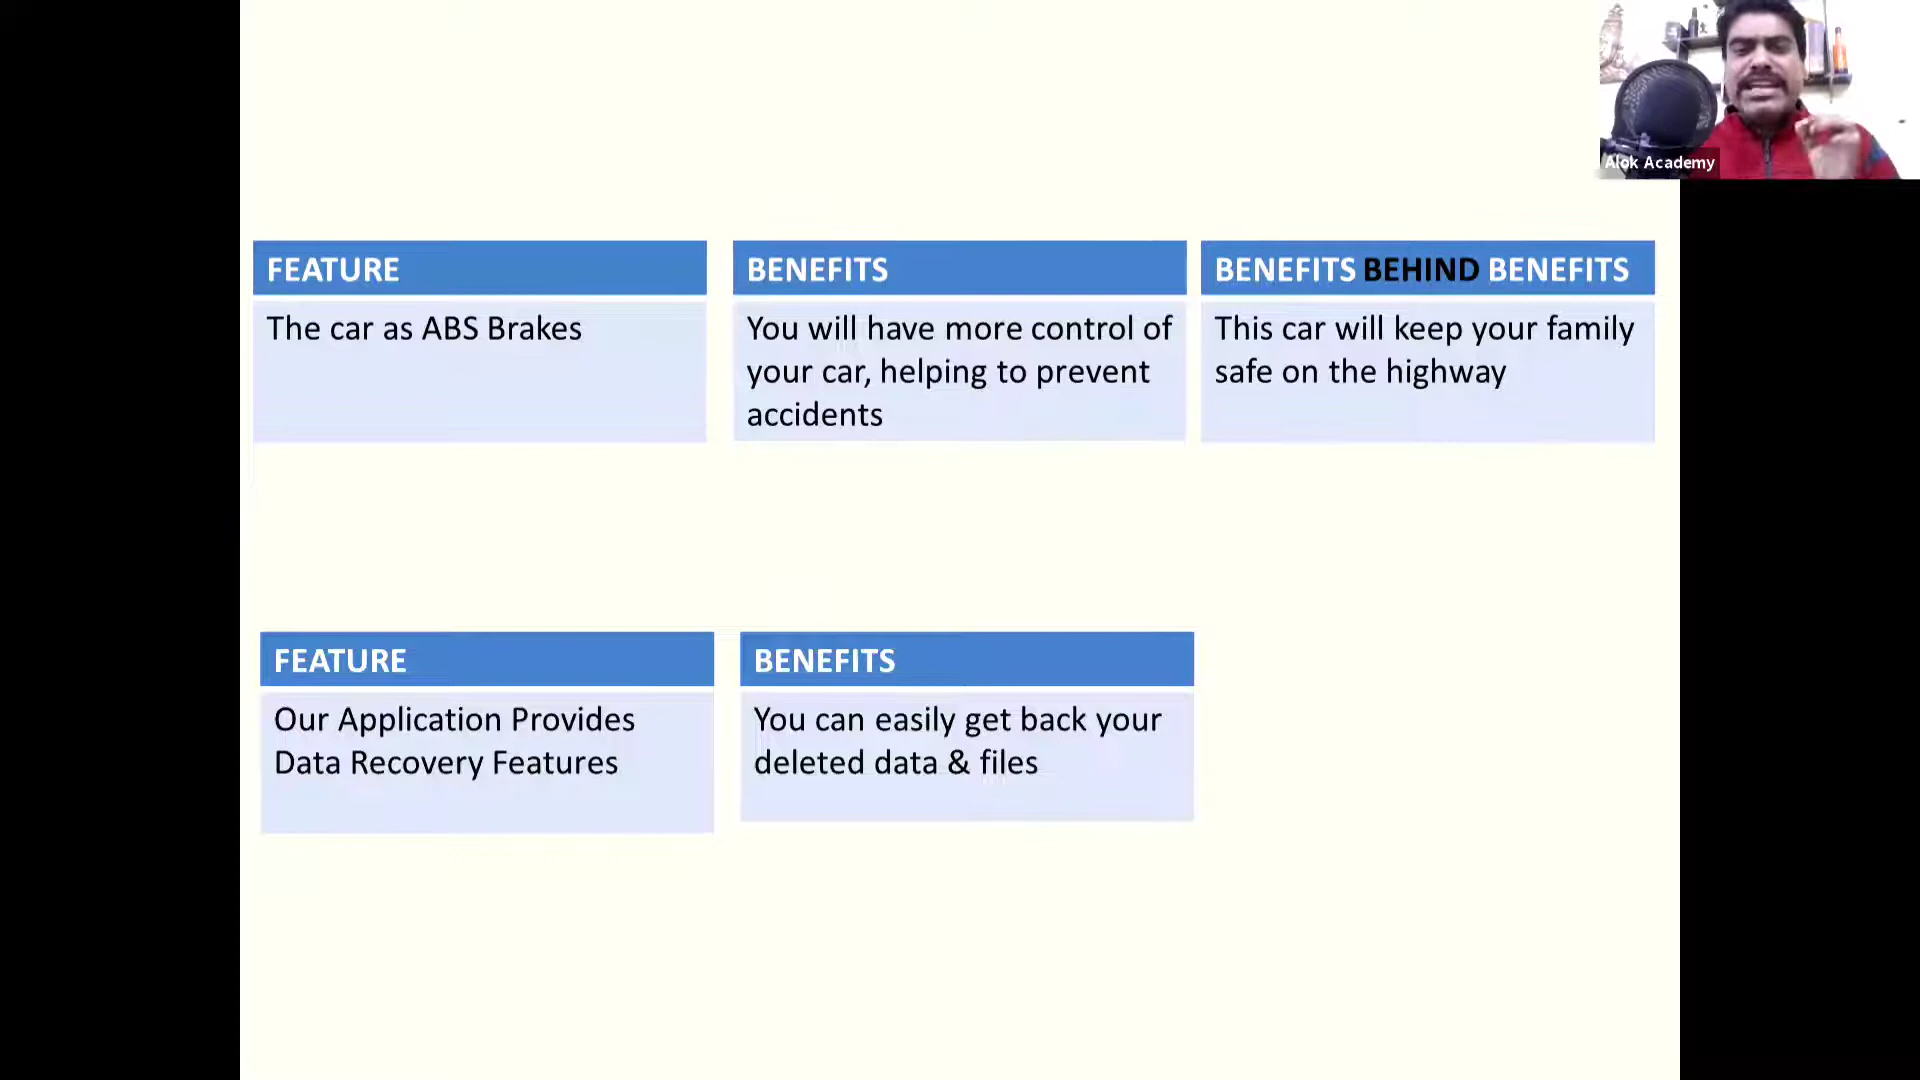 Alok Academy
FEATURE
The car as ABS Brakes
BENEFITS
You will have more control of
your car, helping to prevent
accidents
BENEFITS BEHIND BENEFITS
This car will keep your family
safe on the highway
FEATURE
Our Application Provides
Data Recovery Features
BENEFITS
You can easily get back your
deleted data & files